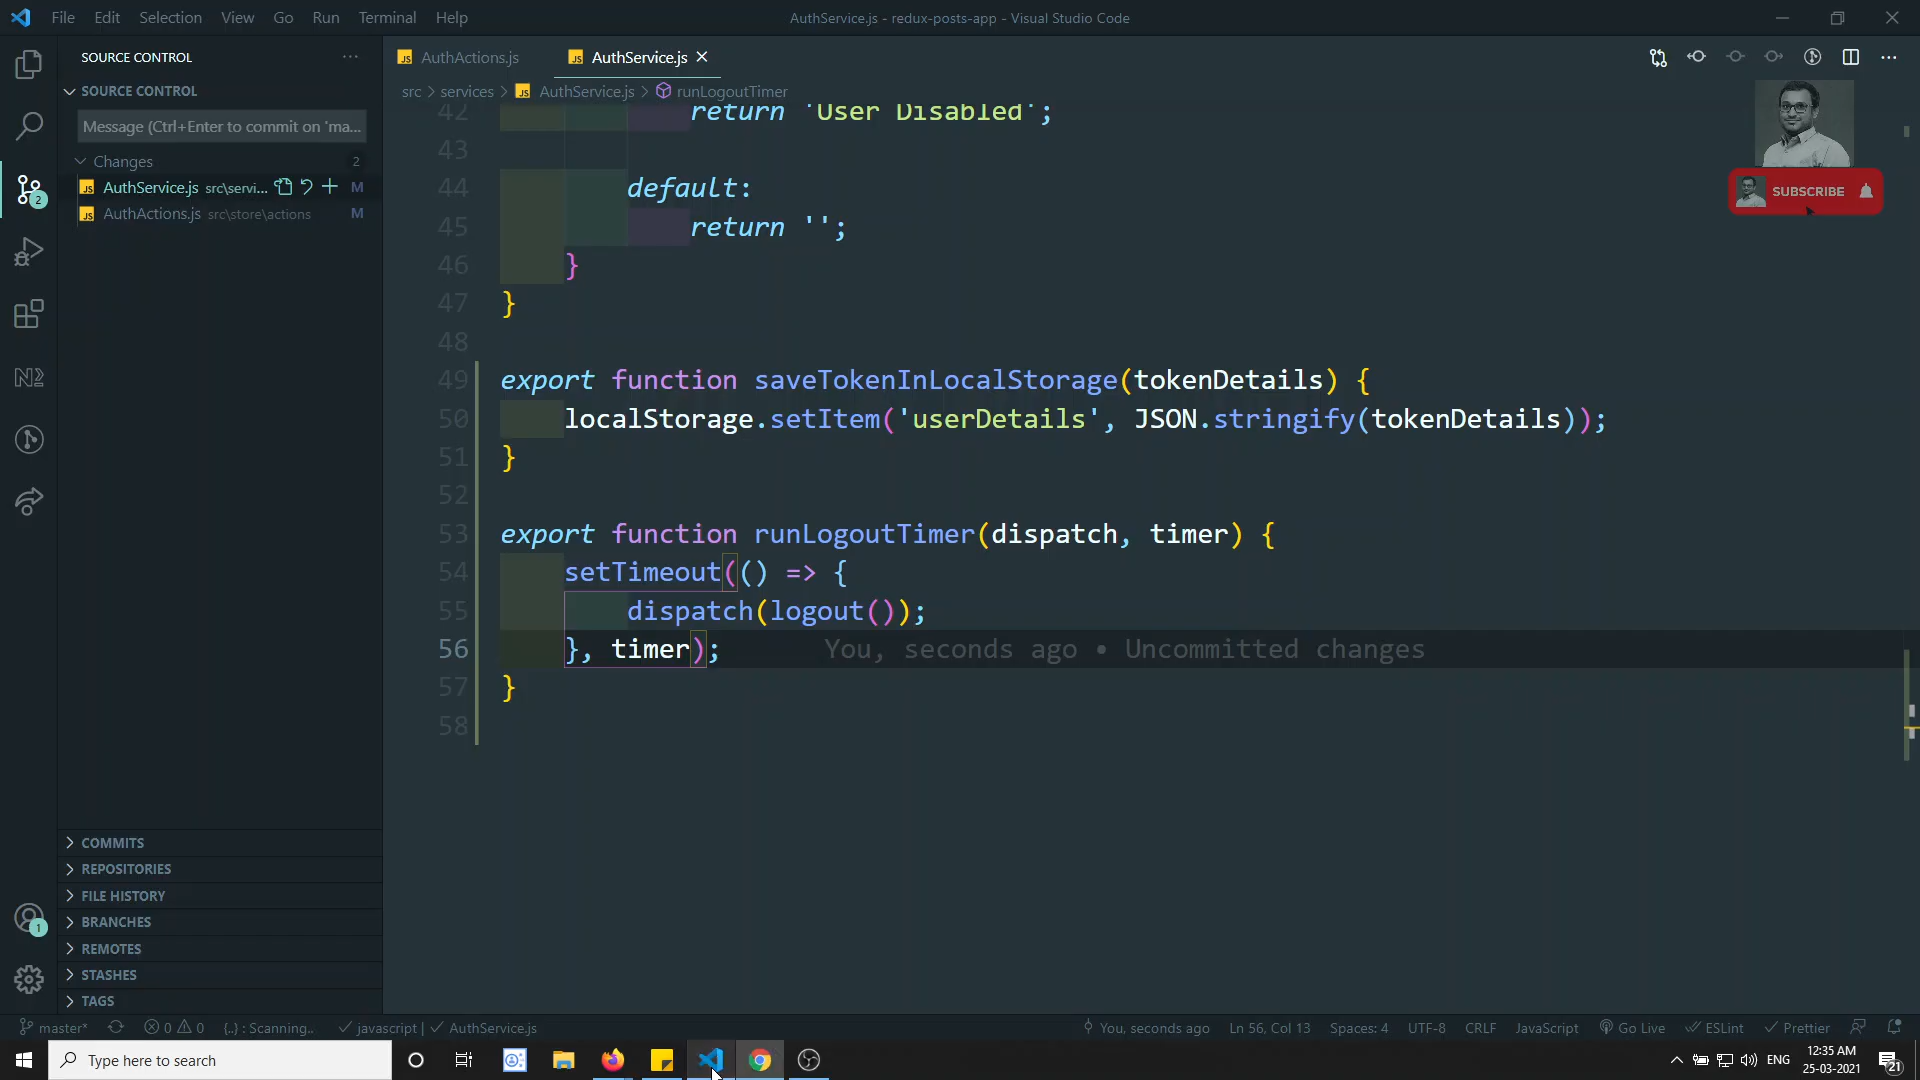 File Edit Selection View Go Run Terminal Help
AuthService.js - redux-posts-app - Visual Studio Code
SOURCE CONTROL
SOURCE CONTROL
Message (Ctrl+Enter to commit on 'ma...
Changes 2
AuthService.js src\servi... M
AuthActions.js src\store\actions M
2
1
COMMITS
REPOSITORIES
FILE HISTORY
BRANCHES
REMOTES
STASHES
TAGS
AuthActions.js AuthService.js
src > services > AuthService.js > runLogoutTimer
42 return 'User Disabled';
43
44 default:
45 return '';
46 }
47 }
48
49 export function saveTokenInLocalStorage(tokenDetails) {
50 localStorage.setItem('userDetails', JSON.stringify(tokenDetails));
51 }
52
53 export function runLogoutTimer(dispatch, timer) {
54 setTimeout(() => {
55 dispatch(logout());
56 }, timer); You, seconds ago • Uncommitted changes
57 }
58
SUBSCRIBE
master* 0 0 {..} : Scanning.. javascript | AuthService.js You, seconds ago Ln 56, Col 13 Spaces: 4 UTF-8 CRLF JavaScript Go Live ESLint Prettier
Type here to search
ENG
12:35 AM
25-03-2021
21